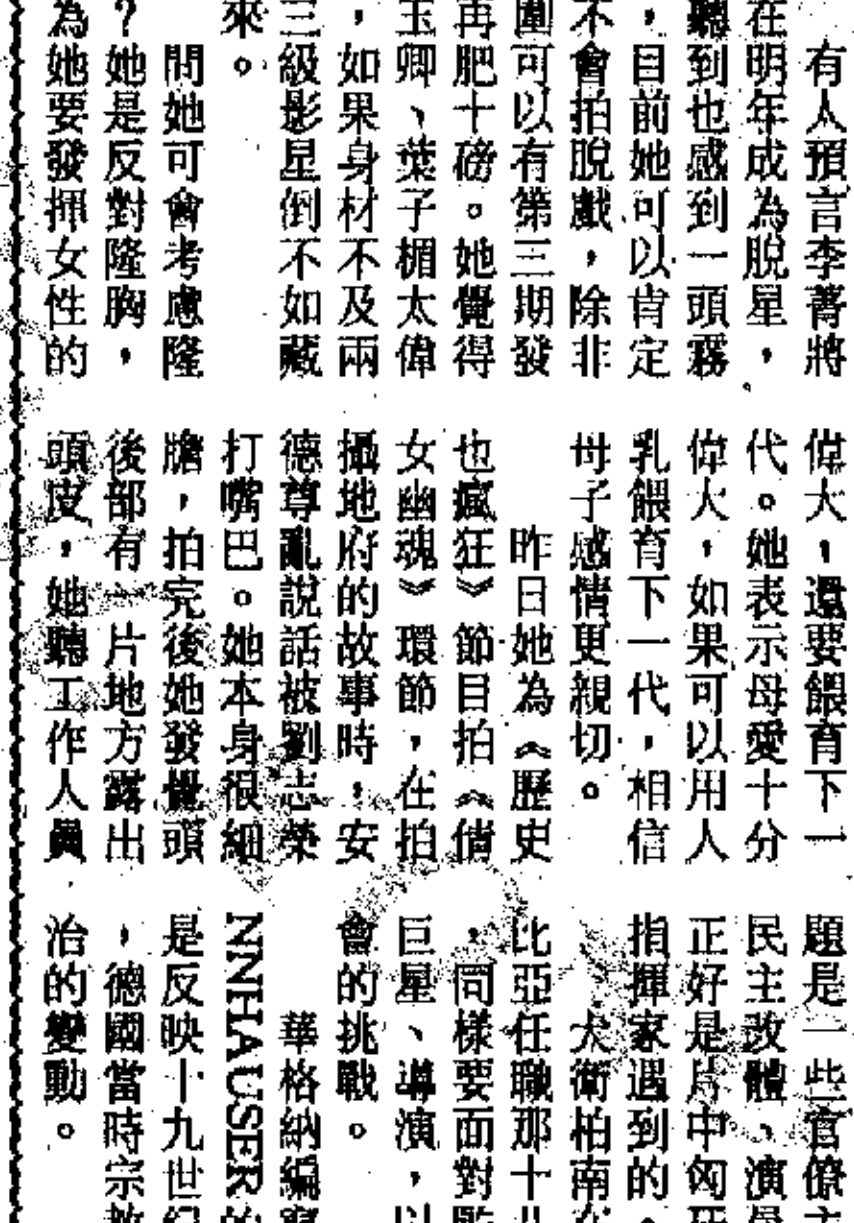 有人預言李蒨將
在明年成為脫星，
聽到也感到一頭霧
，目前她可以肯定
不會拍脫戲，除非
圍可以有第三期發
再肥十磅。她覺得
玉卿、葉子楣太偉
，如果身材不及兩
三級影星倒不如藏
來。
問她可會考慮隆
？她是反對隆胸，
為她要發揮女性的
偉大，還要餵育下一
代。她表示母愛十分
偉大，如果可以用人
乳餵育下一代，相信
母子感情更親切。
昨日她為《歷史
也瘋狂》節目拍《俏
女幽魂》環節，在拍
攝地府的故事時，安
德尊亂說話被劉志榮
打嘴巴。她本身很細
膽，拍完後她發覺頭
後部有一片地方露出
頭皮，她聽工作人員
題是一些官僚
民主改體、演
正好是片中匈
指揮家遇到的
大衛柏南
比亞任職那十
，同樣要面對
巨星、導演，以
會的挑戰。
華格納編
NNHAUSER的
是反映十九世紀
，德國當時宗教
治的變動。